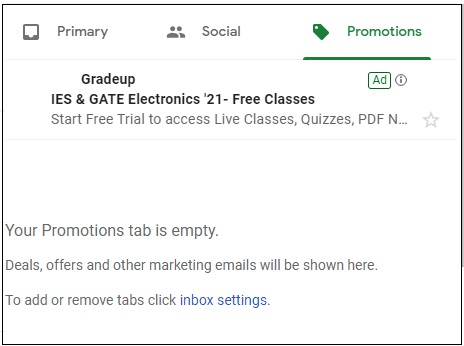 Primary Social Promotions
Gradeup Ad
IES & GATE Electronics '21- Free Classes
Start Free Trial to access Live Classes, Quizzes, PDF N...
Your Promotions tab is empty.
Deals, offers and other marketing emails will be shown here.
To add or remove tabs click inbox settings.